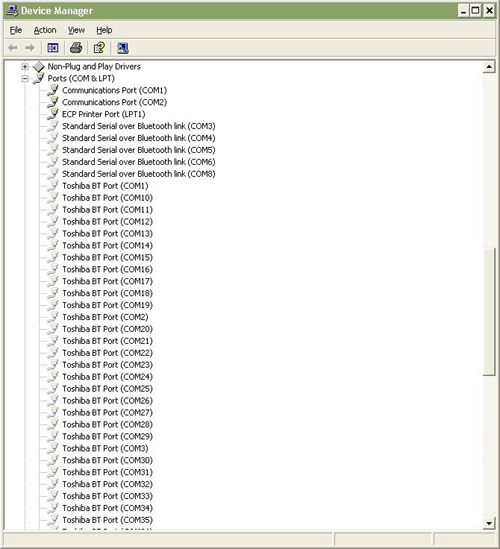 Device Manager
File Action View Help
Non-Plug and Play Drivers
Ports (COM & LPT)
Communications Port (COM1)
Communications Port (COM2)
ECP Printer Port (LPT1)
Standard Serial over Bluetooth link (COM3)
Standard Serial over Bluetooth link (COM4)
Standard Serial over Bluetooth link (COM5)
Standard Serial over Bluetooth link (COM6)
Standard Serial over Bluetooth link (COM8)
Toshiba BT Port (COM1)
Toshiba BT Port (COM10)
Toshiba BT Port (COM11)
Toshiba BT Port (COM12)
Toshiba BT Port (COM13)
Toshiba BT Port (COM14)
Toshiba BT Port (COM15)
Toshiba BT Port (COM16)
Toshiba BT Port (COM17)
Toshiba BT Port (COM18)
Toshiba BT Port (COM19)
Toshiba BT Port (COM2)
Toshiba BT Port (COM20)
Toshiba BT Port (COM21)
Toshiba BT Port (COM22)
Toshiba BT Port (COM23)
Toshiba BT Port (COM24)
Toshiba BT Port (COM25)
Toshiba BT Port (COM26)
Toshiba BT Port (COM27)
Toshiba BT Port (COM28)
Toshiba BT Port (COM29)
Toshiba BT Port (COM3)
Toshiba BT Port (COM30)
Toshiba BT Port (COM31)
Toshiba BT Port (COM32)
Toshiba BT Port (COM33)
Toshiba BT Port (COM34)
Toshiba BT Port (COM35)